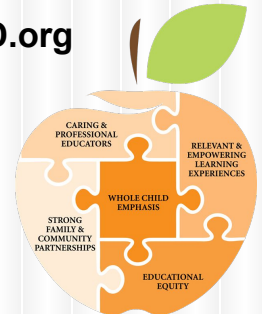 .org
CARING &
PROFESSIONAL
EDUCATORS
RELEVANT &
EMPOWERING
LEARNING
EXPERIENCES
WHOLE CHILD
EMPHASIS
STRONG
FAMILY &
COMMUNITY
PARTNERSHIPS
EDUCATIONAL
EQUITY